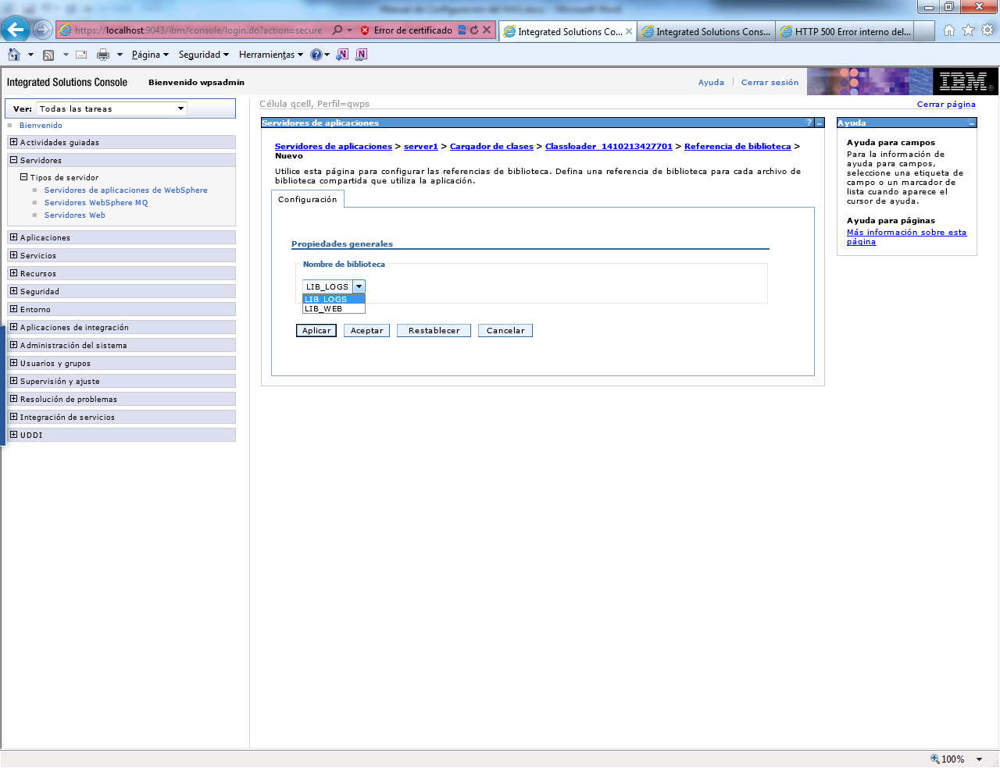 Manual de Configuracion del WAS.docx - Microsoft Word
https://localhost:9043/ibm/console/login.do?action=secure
Error de certificado
Integrated Solutions Co...
Integrated Solutions Cons...
HTTP 500 Error interno del...
Página
Seguridad
Herramientas
Integrated Solutions Console
Bienvenido wpsadmin
Ayuda
Cerrar sesión
IBM
Ver: Todas las tareas
Bienvenido
Actividades guiadas
Servidores
Tipos de servidor
Servidores de aplicaciones de WebSphere
Servidores WebSphere MQ
Servidores Web
Aplicaciones
Servicios
Recursos
Seguridad
Entorno
Aplicaciones de integración
Administración del sistema
Usuarios y grupos
Supervisión y ajuste
Resolución de problemas
Integración de servicios
UDDI
Célula qcell, Perfil=qwps
Cerrar página
Servidores de aplicaciones
?
Servidores de aplicaciones > server1 > Cargador de clases > Classloader_1410213427701 > Referencia de biblioteca >
Nuevo
Utilice esta página para configurar las referencias de biblioteca. Defina una referencia de biblioteca para cada archivo de
biblioteca compartida que utiliza la aplicación.
Configuración
Propiedades generales
Nombre de biblioteca
LIB_LOGS
LIB_LOGS
LIB_WEB
Aplicar
Aceptar
Restablecer
Cancelar
Ayuda
Ayuda para campos
Para la información de
ayuda para campos,
seleccione una etiqueta de
campo o un marcador de
lista cuando aparece el
cursor de ayuda.
Ayuda para páginas
Más información sobre esta
página
100%